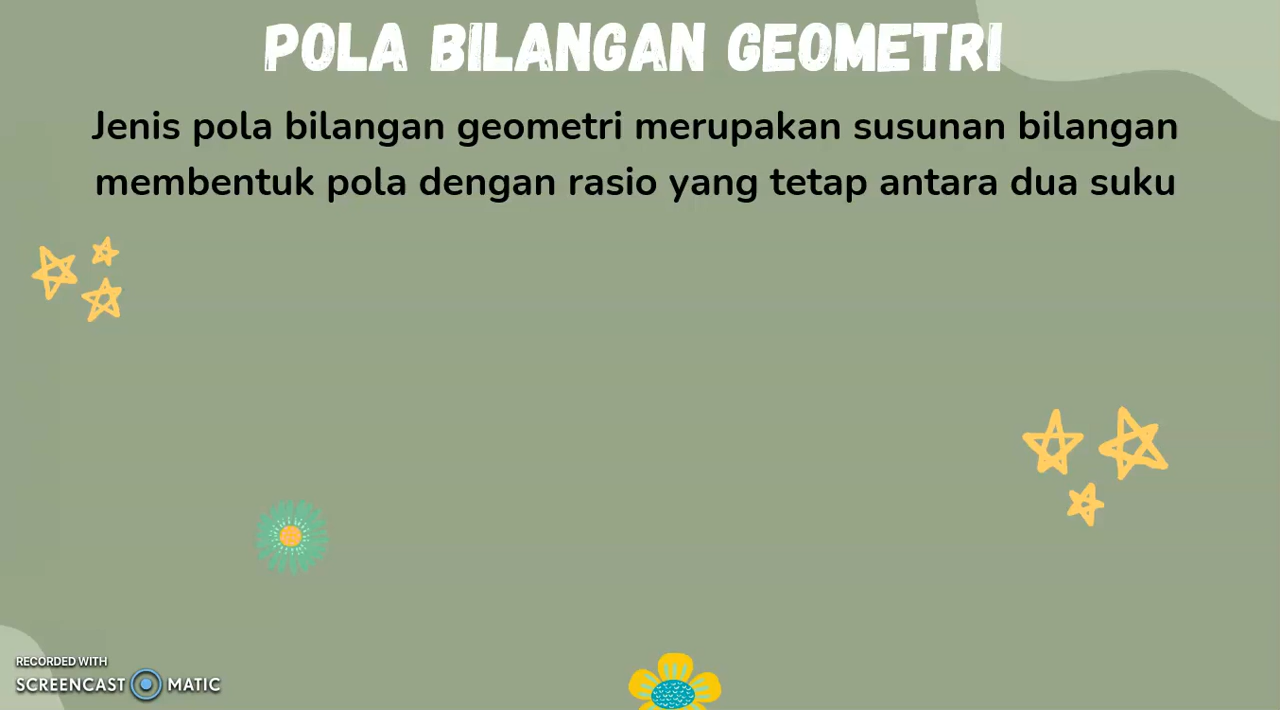 POLA BILANGAN GEOMETRI
Jenis pola bilangan geometri merupakan susunan bilangan
membentuk pola dengan rasio yang tetap antara dua suku
RECORDED WITH
SCREENCAST MATIC